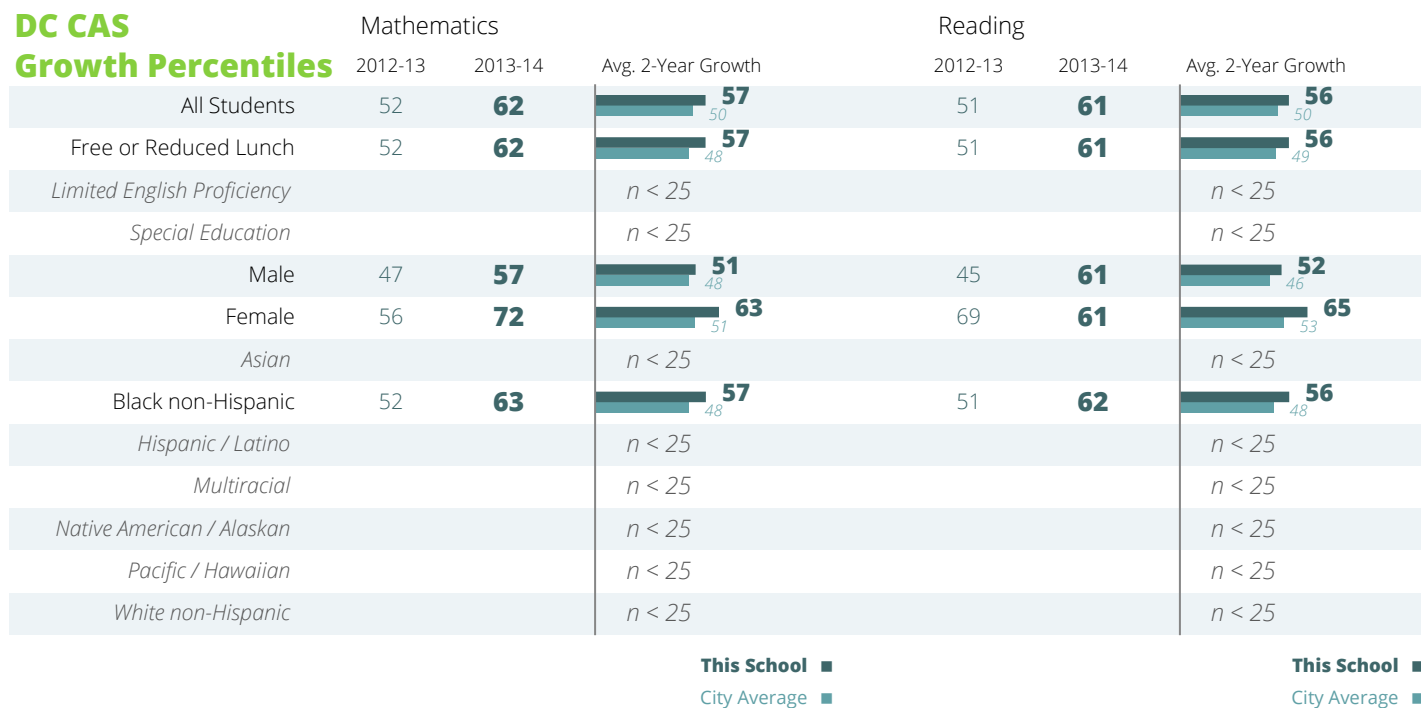 DC CAS Mathematics Reading
Growth Percentiles 2012-13 2013-14 Avg. 2-Year Growth 2012-13 2013-14 Avg. 2-Year Growth
All Students 52 62 57 50 51 61 56 50
Free or Reduced Lunch 52 62 57 48 51 61 56 49
Limited English Proficiency n < 25 n < 25
Special Education n < 25 n < 25
Male 47 57 51 48 45 61 52 46
Female 56 72 63 51 69 61 65 53
Asian n < 25 n < 25
Black non-Hispanic 52 63 57 48 51 62 56 48
Hispanic / Latino n < 25 n < 25
Multiracial n < 25 n < 25
Native American / Alaskan n < 25 n < 25
Pacific / Hawaiian n < 25 n < 25
White non-Hispanic n < 25 n < 25
This School This School
City Average City Average